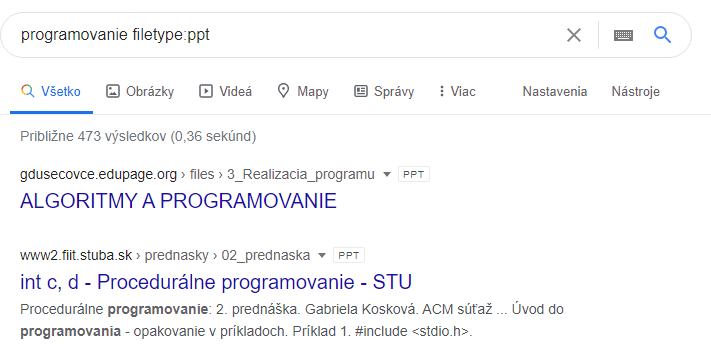 programovanie filetype:ppt
Všetko Obrázky Videá Mapy Správy Viac Nastavenia Nástroje
Približne 473 výsledkov (0,36 sekúnd)
gdusecovce.edupage.org › files › 3_Realizacia_programu PPT
ALGORITMY A PROGRAMOVANIE
www2.fiit.stuba.sk › prednasky › 02_prednaska PPT
int c, d - Procedurálne programovanie - STU
Procedurálne programovanie: 2. prednáška. Gabriela Kosková. ACM súťaž ... Úvod do
programovania - opakovanie v príkladoch. Príklad 1. #include <stdio.h>.